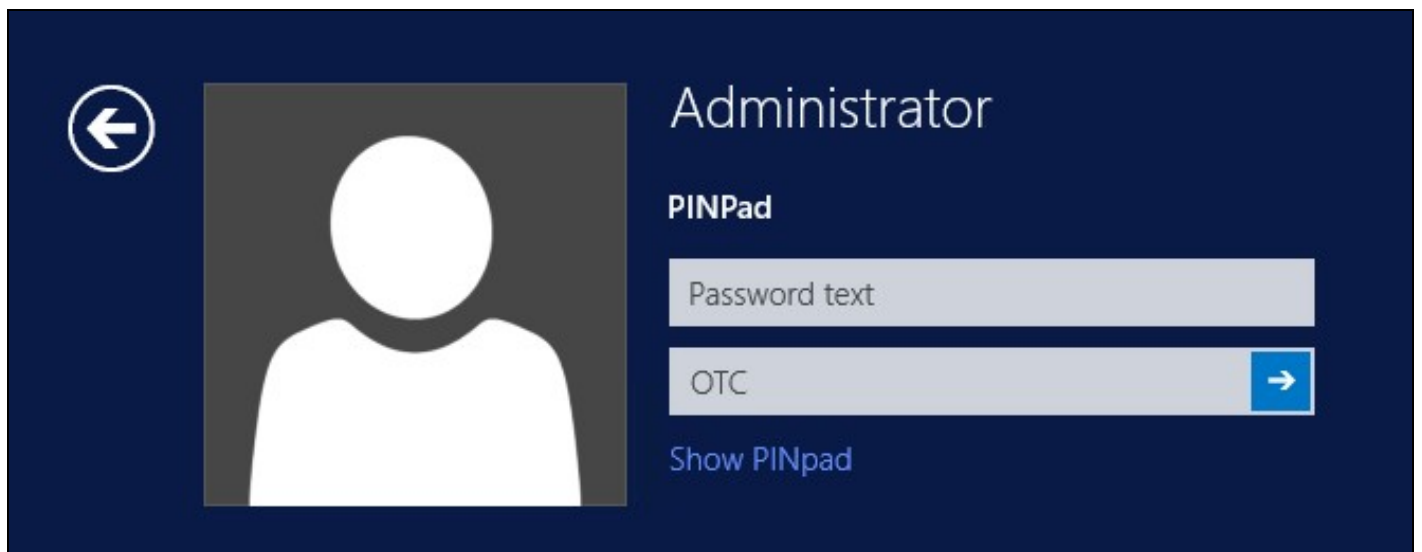 Administrator
PINPad
Password text
OTC
Show PINpad